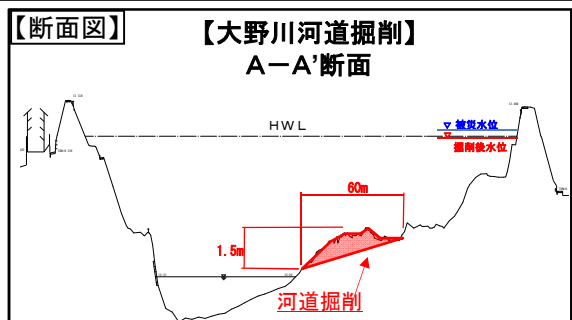 【断面図】
【大野川河道掘削】
A－A'断面
HWL
被災水位
掘削後水位
60m
1.5m
河道掘削